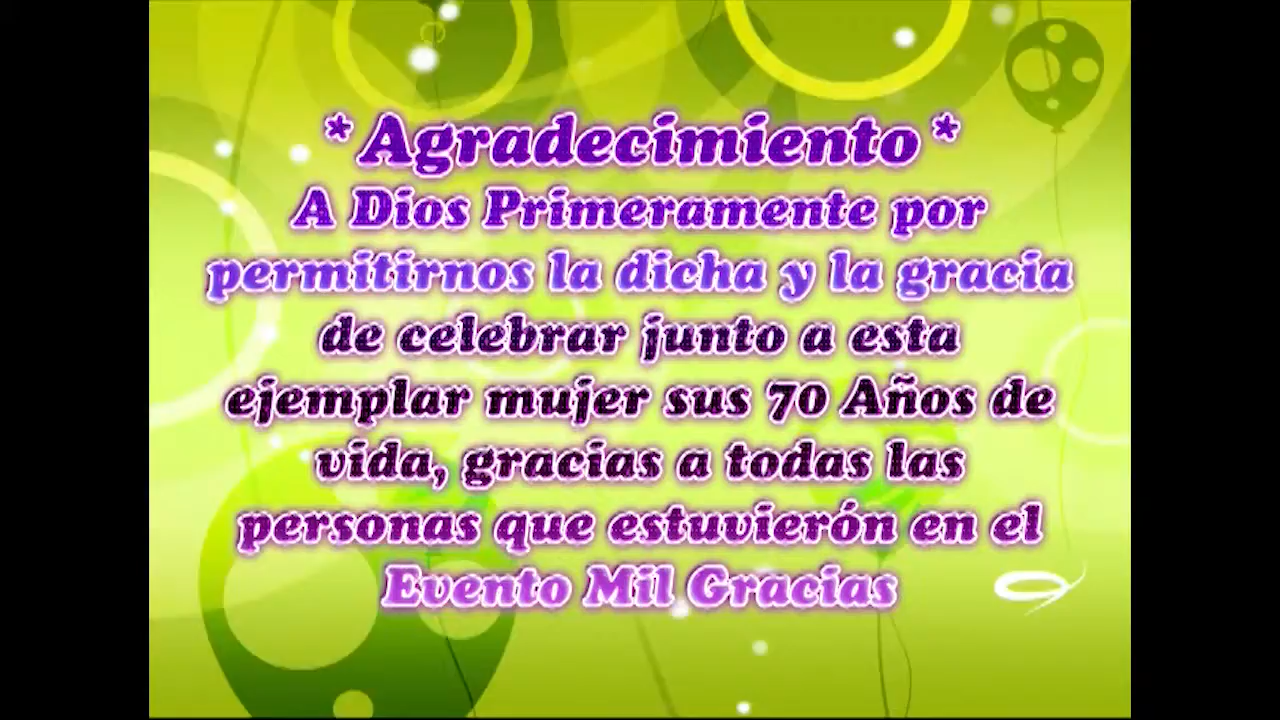 * Agradecimiento *
A Dios Primeramente por
permitirnos la dicha y la gracia
de celebrar junto a esta
ejemplar mujer sus 70 Años de
vida, gracias a todas las
personas que estuvierón en el
Evento Mil Gracias